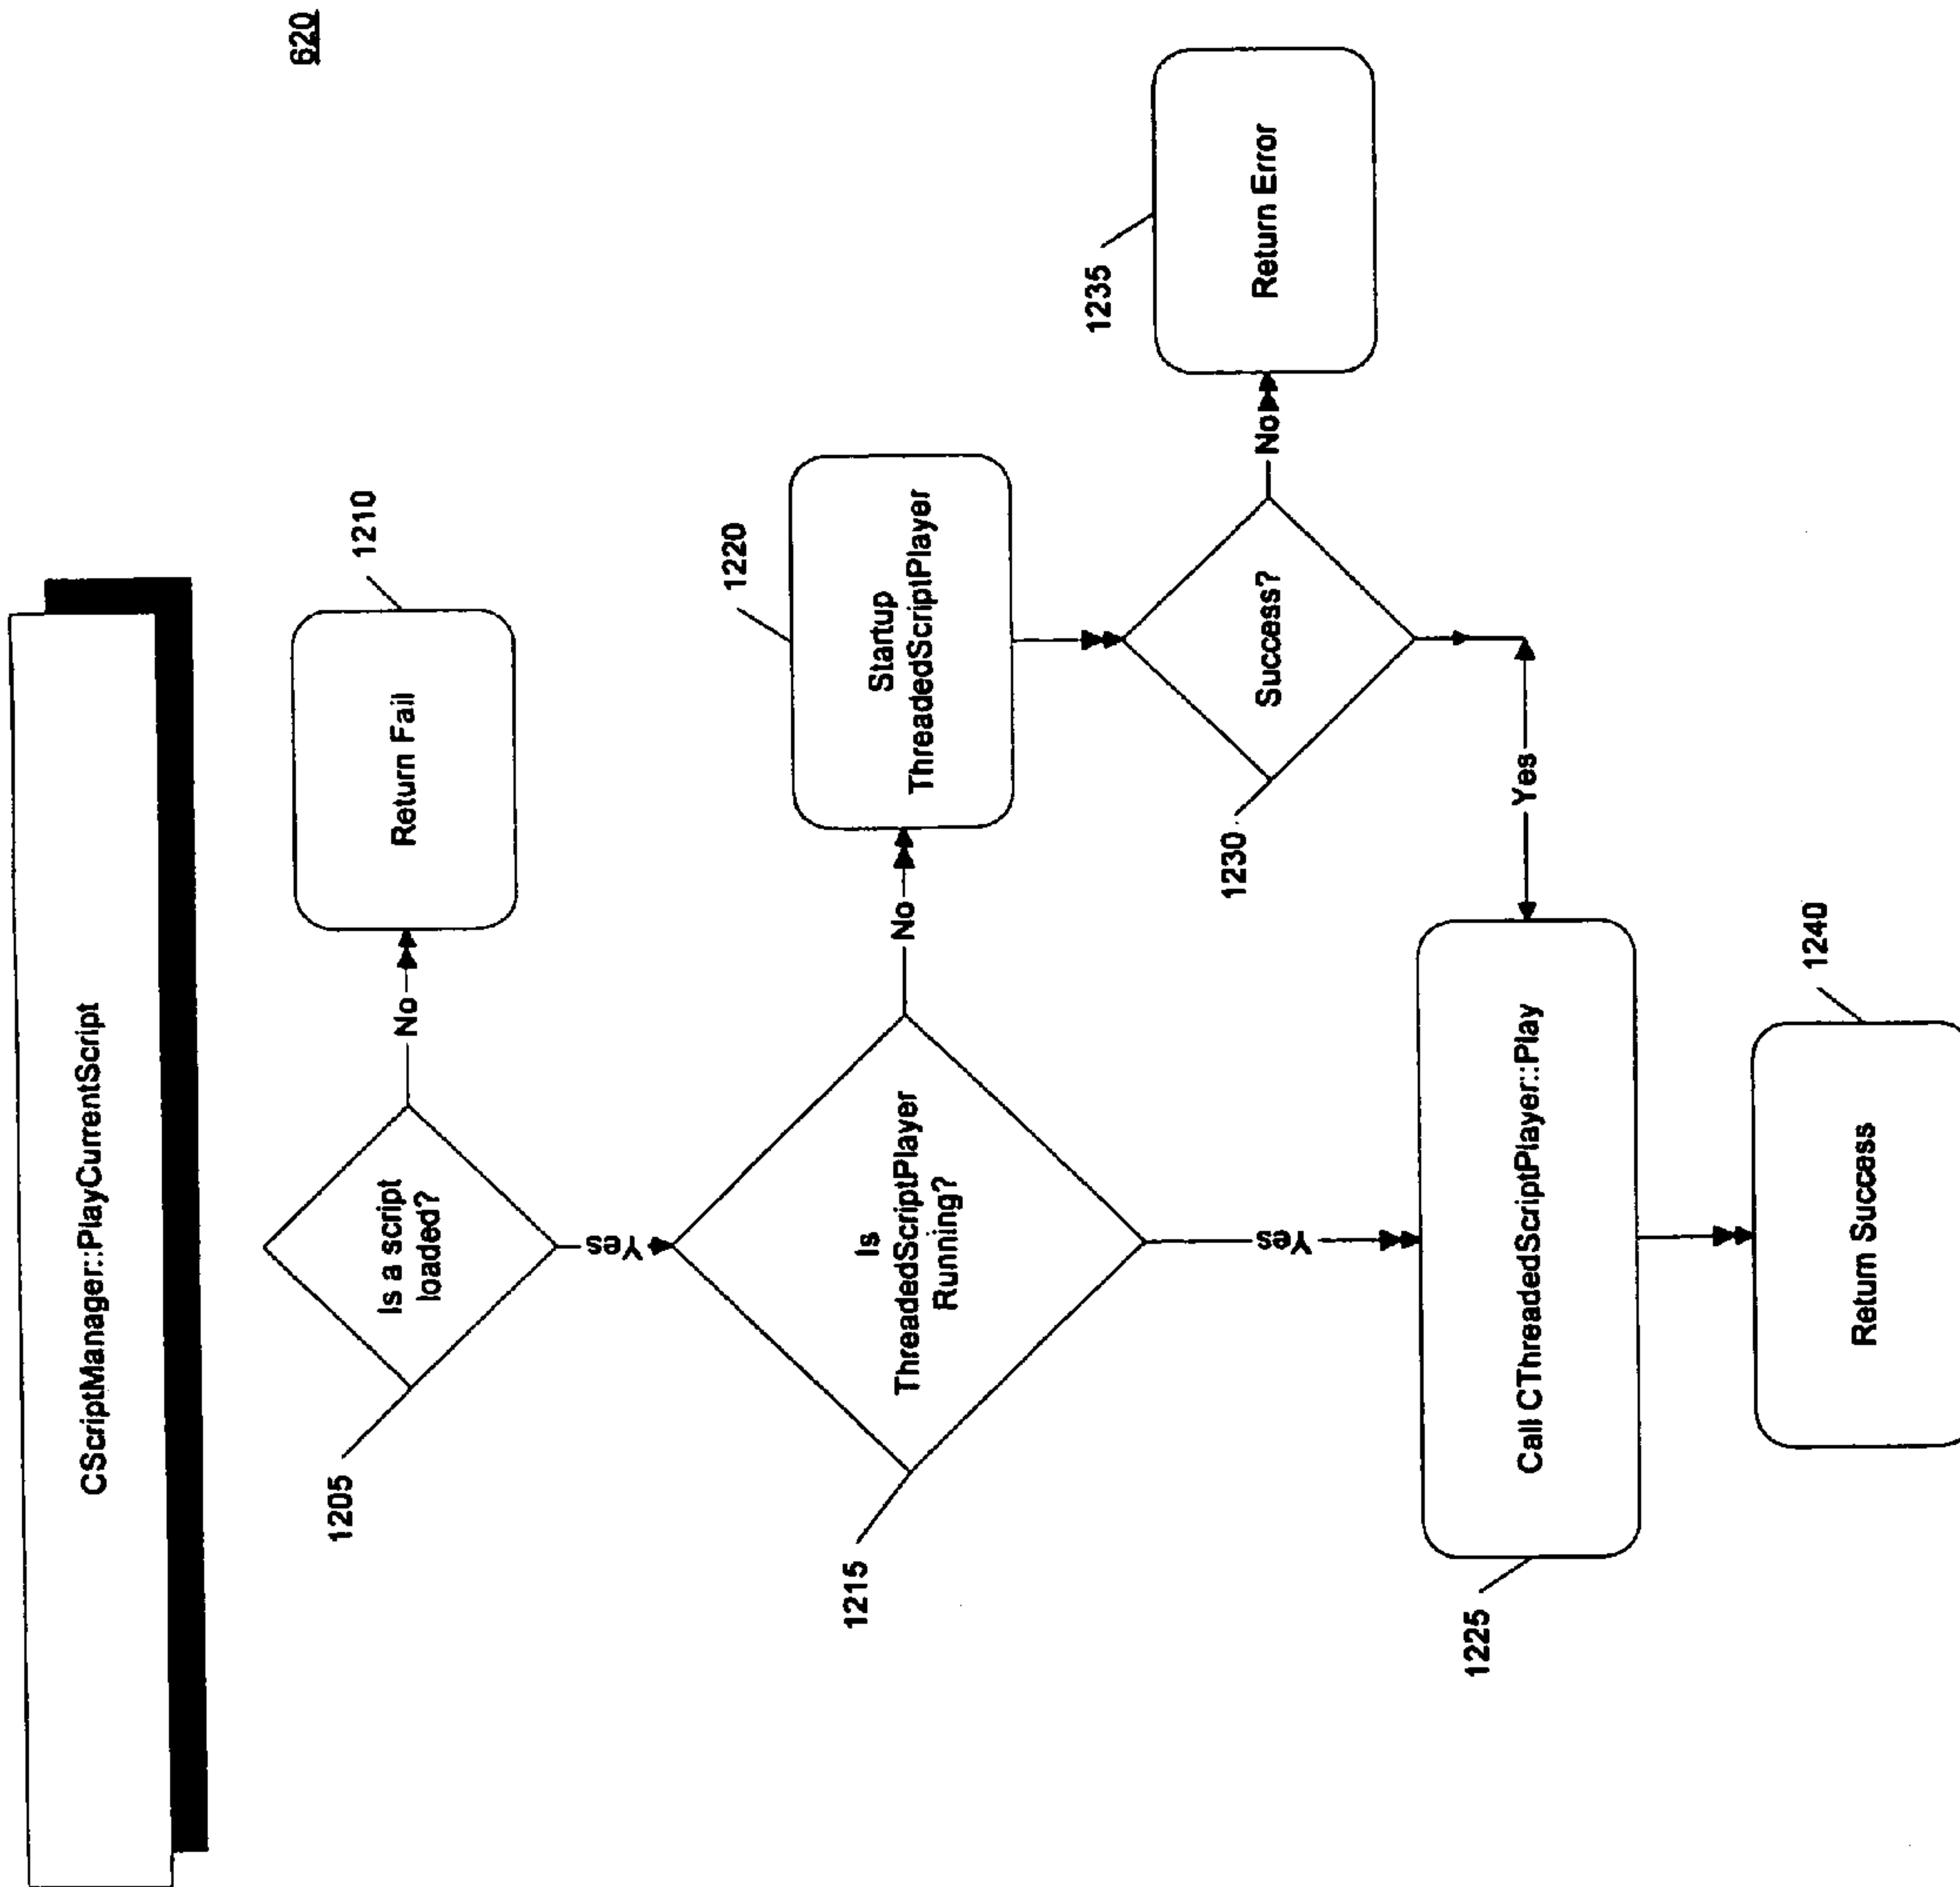 CScriptManager::PlayCurrentScript
620
1205
Is a script
loaded?
No
Return Fail
1210
Yes
1215
Is
ThreadedScriptPlayer
Running?
No
Startup
ThreadedScriptPlayer
1220
1230
Success?
No
Return Error
1235
Yes
Yes
1225
Call CThreadedScriptPlayer::Play
Return Success
1240